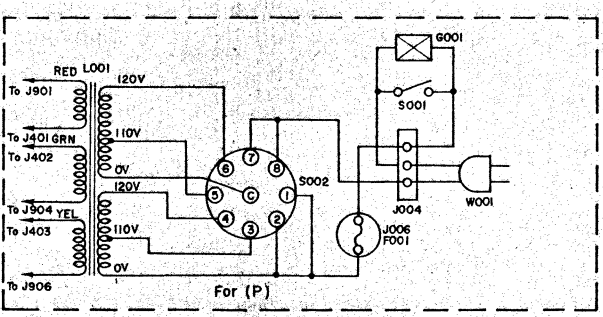 G001
RED L001
120V
To J901
S001
To J401 GRN
110V
To J402
7
6
8
0V
S002
120V
5
C
1
W001
J004
To J904 YEL
4
2
To J403
110V
3
J006
F001
0V
To J906
For (P)